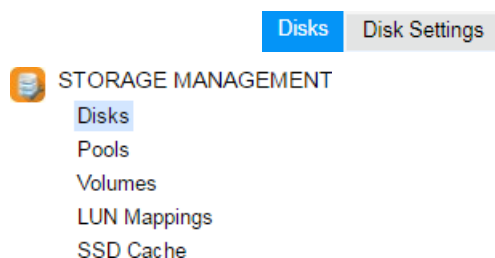 Disks Disk Settings
STORAGE MANAGEMENT
Disks
Pools
Volumes
LUN Mappings
SSD Cache